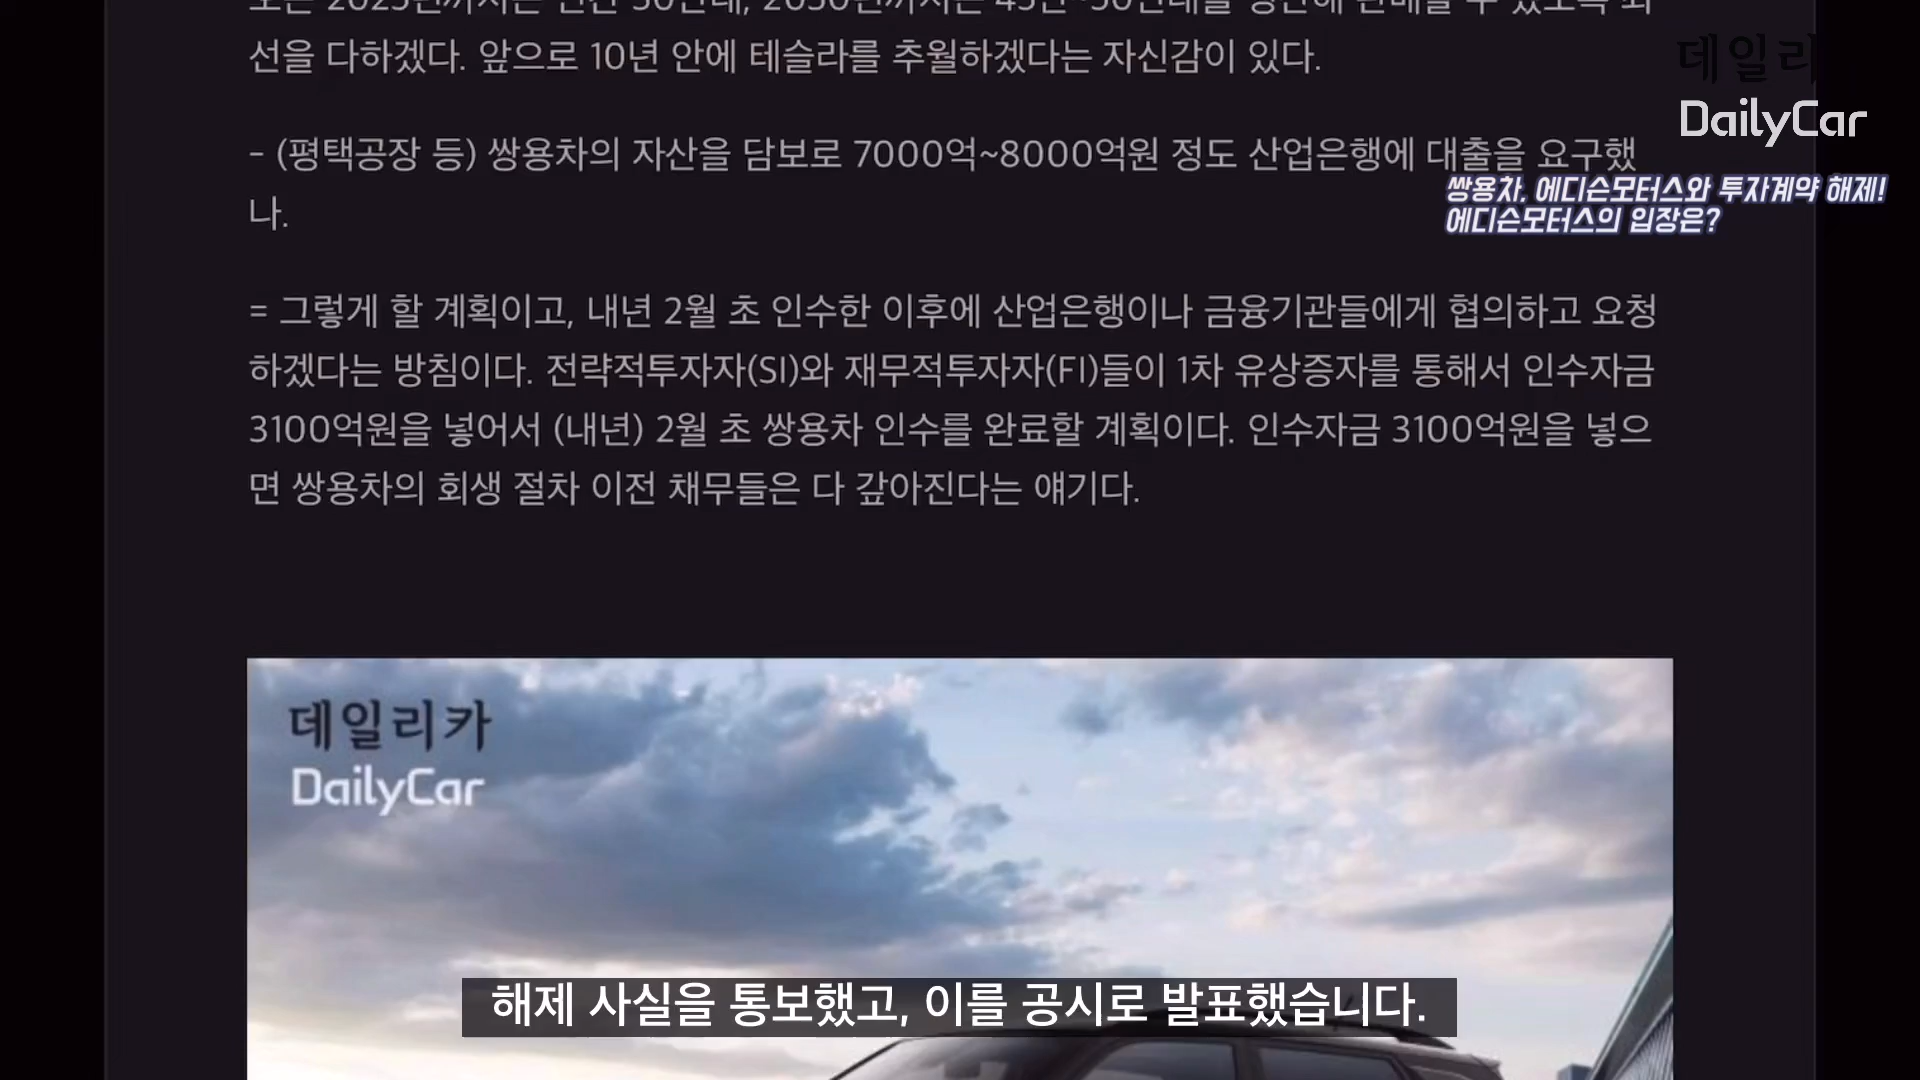 선을 다하겠다. 앞으로 10년 안에 테슬라를 추월하겠다는 자신감이 있다.
데일리
DailyCar
- (평택공장 등) 쌍용차의 자산을 담보로 7000억~8000억원 정도 산업은행에 대출을 요구했
나.
쌍용차, 에디슨모터스와 투자계약 해제!
에디슨모터스의 입장은?
= 그렇게 할 계획이고, 내년 2월 초 인수한 이후에 산업은행이나 금융기관들에게 협의하고 요청
하겠다는 방침이다. 전략적투자자(SI)와 재무적투자자(FI)들이 1차 유상증자를 통해서 인수자금
3100억원을 넣어서 (내년) 2월 초 쌍용차 인수를 완료할 계획이다. 인수자금 3100억원을 넣으
면 쌍용차의 회생 절차 이전 채무들은 다 갚아진다는 얘기다.
데일리카
DailyCar
해제 사실을 통보했고, 이를 공시로 발표했습니다.